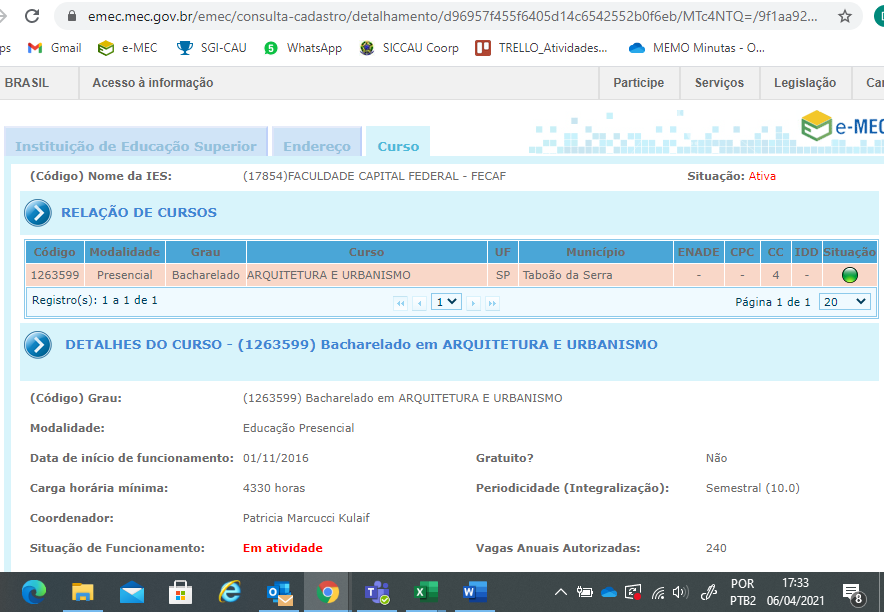 emec.mec.gov.br/emec/consulta-cadastro/detalhamento/d96957f455f6405d14c6542552b0f6eb/MTc4NTQ=/9f1aa92...
ps Gmail e-MEC SGI-CAU 5 WhatsApp SICCAU Coorp TRELLO_Atividades... MEMO Minutas - O...
BRASIL Acesso à informação Participe Serviços Legislação Ca
e-MEC
Instituição de Educação Superior Endereço Curso
(Código) Nome da IES: (17854)FACULDADE CAPITAL FEDERAL - FECAF Situação: Ativa
RELAÇÃO DE CURSOS
Código Modalidade Grau Curso UF Município ENADE CPC CC IDD Situação
1263599 Presencial Bacharelado ARQUITETURA E URBANISMO SP Taboão da Serra - - 4 -
Registro(s): 1 a 1 de 1 1 Página 1 de 1 20
DETALHES DO CURSO - (1263599) Bacharelado em ARQUITETURA E URBANISMO
(Código) Grau: (1263599) Bacharelado em ARQUITETURA E URBANISMO
Modalidade: Educação Presencial
Data de início de funcionamento: 01/11/2016 Gratuito? Não
Carga horária mínima: 4330 horas Periodicidade (Integralização): Semestral (10.0)
Coordenador: Patricia Marcucci Kulaif
Situação de Funcionamento: Em atividade Vagas Anuais Autorizadas: 240
POR 17:33
PTB2 06/04/2021 8